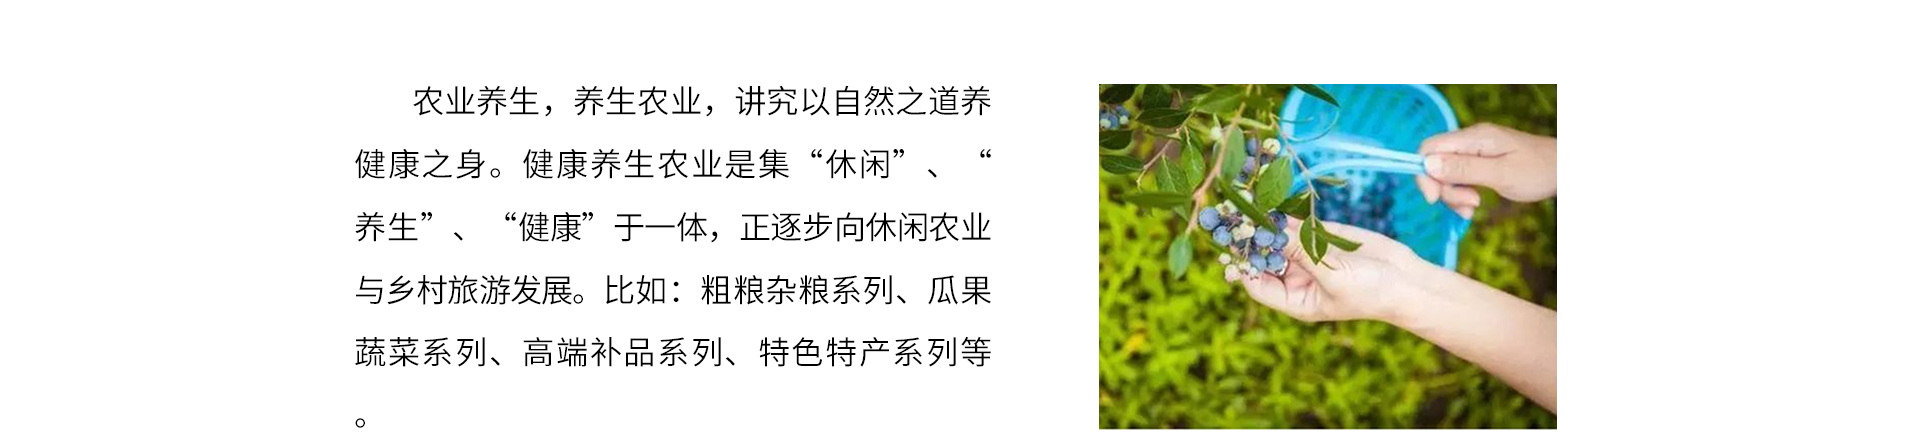 农业养生，养生农业，讲究以自然之道养
健康之身。健康养生农业是集“休闲”、“
养生”、“健康”于一体，正逐步向休闲农业
与乡村旅游发展。比如：粗粮杂粮系列、瓜果
蔬菜系列、高端补品系列、特色特产系列等
。